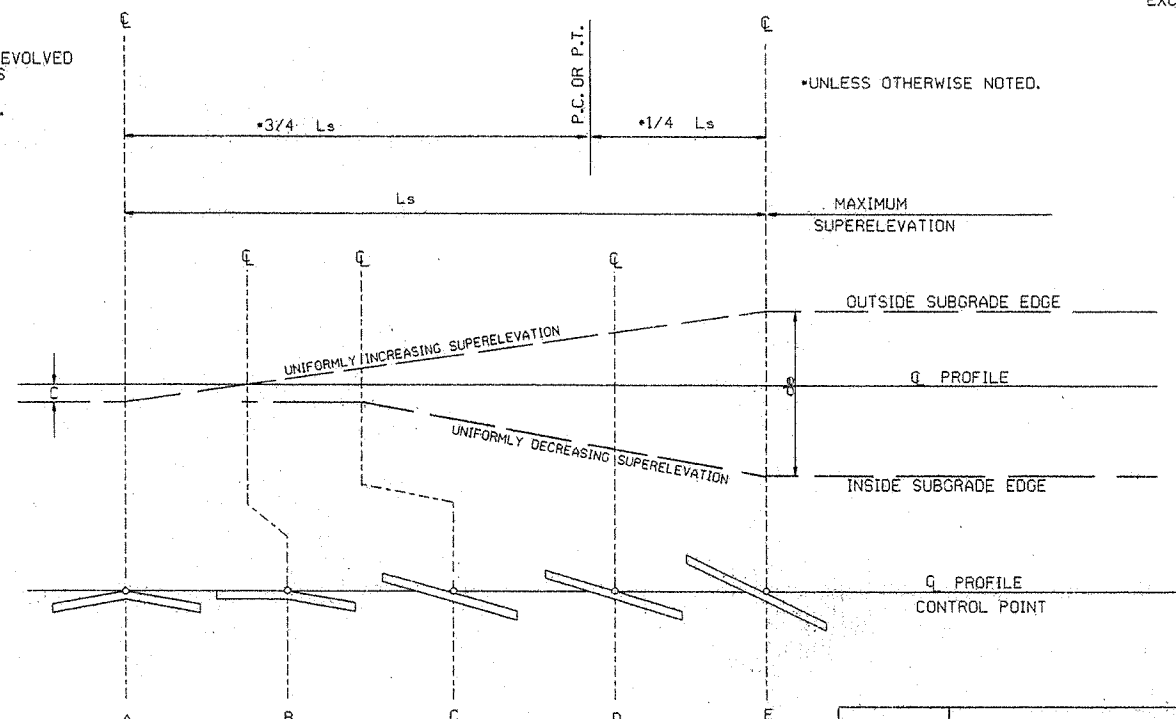 EXC
℄
℄
EVOLVED
S
.
P.C. OR P.T.
*UNLESS OTHERWISE NOTED.
*3/4 Ls
*1/4 Ls
Ls
MAXIMUM
SUPERELEVATION
℄
℄
℄
OUTSIDE SUBGRADE EDGE
UNIFORMLY INCREASING SUPERELEVATION
C
℄ PROFILE
UNIFORMLY DECREASING SUPERELEVATION
INSIDE SUBGRADE EDGE
℄ PROFILE
CONTROL POINT
A
B
C
D
E